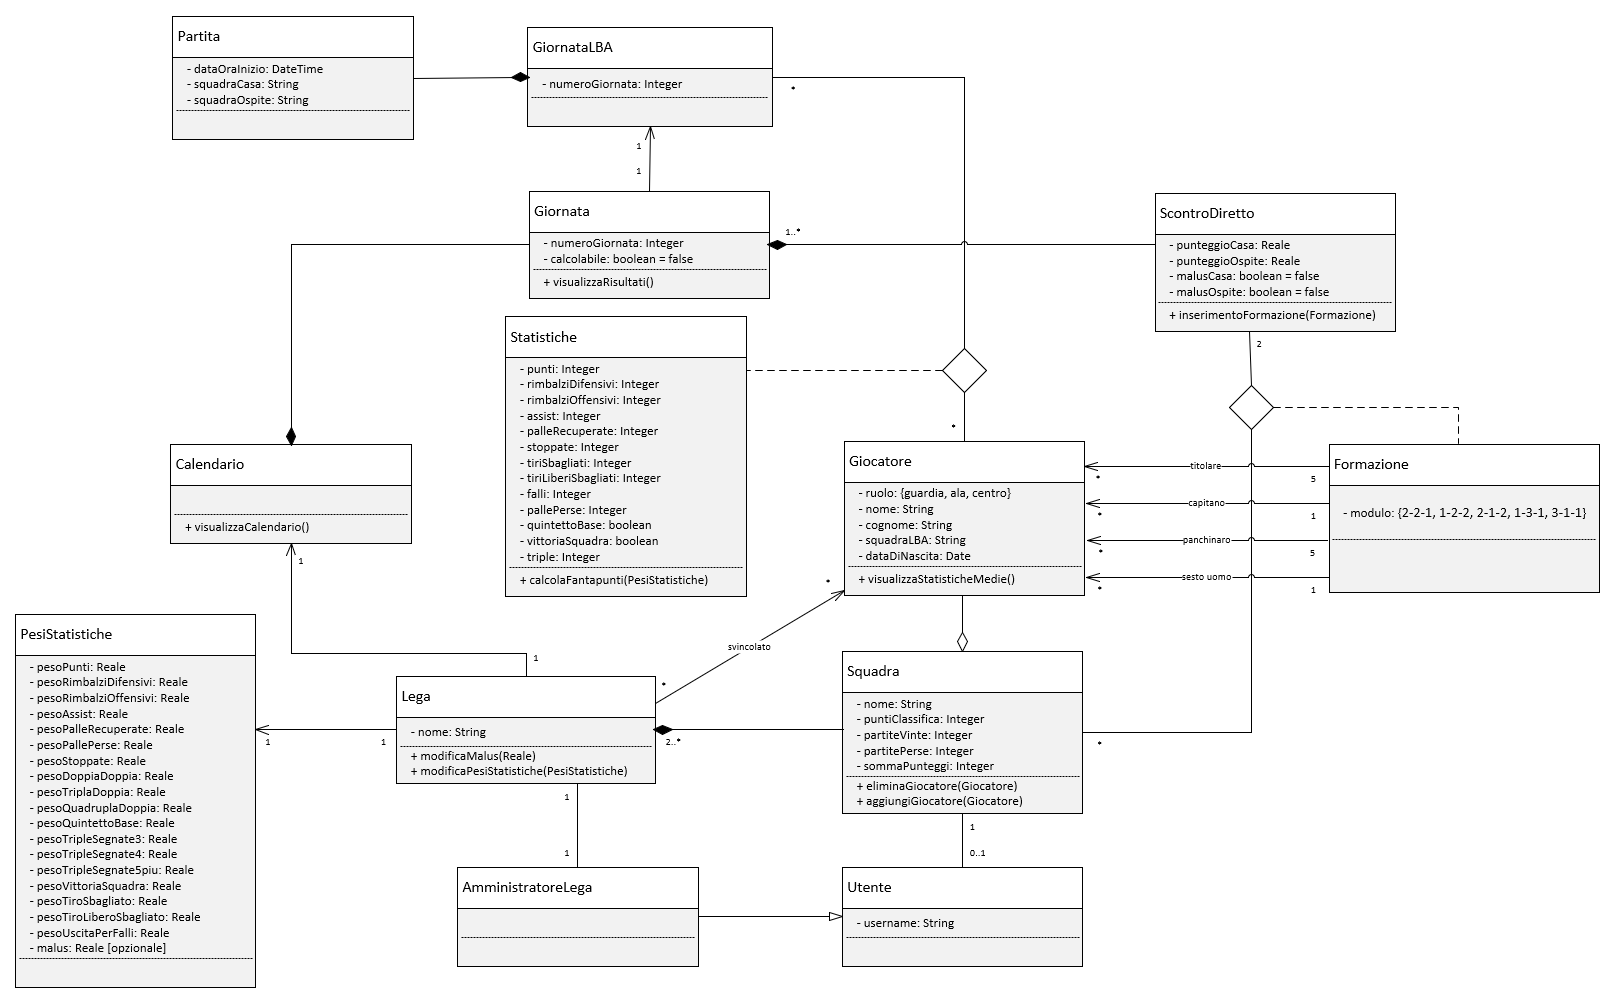 Partita
- dataOraInizio: DateTime
- squadraCasa: String
- squadraOspite: String
GiornataLBA
- numeroGiornata: Integer
*
1
1
Giornata
- numeroGiornata: Integer
- calcolabile: boolean = false
+ visualizzaRisultati()
1..*
ScontroDiretto
- punteggioCasa: Reale
- punteggioOspite: Reale
- malusCasa: boolean = false
- malusOspite: boolean = false
+ inserimentoFormazione(Formazione)
2
Statistiche
- punti: Integer
- rimbalziDifensivi: Integer
- rimbalziOffensivi: Integer
- assist: Integer
- palleRecuperate: Integer
- stoppate: Integer
- tiriSbagliati: Integer
- tiriLiberiSbagliati: Integer
- falli: Integer
- pallePerse: Integer
- quintettoBase: boolean
- vittoriaSquadra: boolean
- triple: Integer
+ calcolaFantapunti(PesiStatistiche)
*
Giocatore
- ruolo: {guardia, ala, centro}
- nome: String
- cognome: String
- squadraLBA: String
- dataDiNascita: Date
+ visualizzaStatisticheMedie()
titolare
* 5
capitano
* 1
panchinaro
* 5
sesto uomo
* 1
Formazione
- modulo: {2-2-1, 1-2-2, 2-1-2, 1-3-1, 3-1-1}
Calendario
+ visualizzaCalendario()
1
1
*
svincolato
*
PesiStatistiche
- pesoPunti: Reale
- pesoRimbalziDifensivi: Reale
- pesoRimbalziOffensivi: Reale
- pesoAssist: Reale
- pesoPalleRecuperate: Reale
- pesoPallePerse: Reale
- pesoStoppate: Reale
- pesoDoppiaDoppia: Reale
- pesoTriplaDoppia: Reale
- pesoQuadruplaDoppia: Reale
- pesoQuintettoBase: Reale
- pesoTripleSegnate3: Reale
- pesoTripleSegnate4: Reale
- pesoTripleSegnate5piu: Reale
- pesoVittoriaSquadra: Reale
- pesoTiroSbagliato: Reale
- pesoTiroLiberoSbagliato: Reale
- pesoUscitaPerFalli: Reale
- malus: Reale [opzionale]
1 1
Lega
- nome: String
+ modificaMalus(Reale)
+ modificaPesiStatistiche(PesiStatistiche)
2..*
Squadra
- nome: String
- puntiClassifica: Integer
- partiteVinte: Integer
- partitePerse: Integer
- sommaPunteggi: Integer
+ eliminaGiocatore(Giocatore)
+ aggiungiGiocatore(Giocatore)
*
1
1
1
0..1
AmministratoreLega
Utente
- username: String